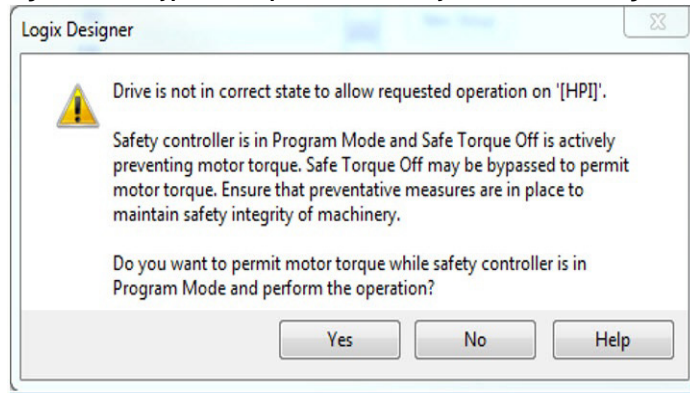 Logix Designer
Drive is not in correct state to allow requested operation on '[HPI]'.
Safety controller is in Program Mode and Safe Torque Off is actively
preventing motor torque. Safe Torque Off may be bypassed to permit
motor torque. Ensure that preventative measures are in place to
maintain safety integrity of machinery.
Do you want to permit motor torque while safety controller is in
Program Mode and perform the operation?
Yes
No
Help